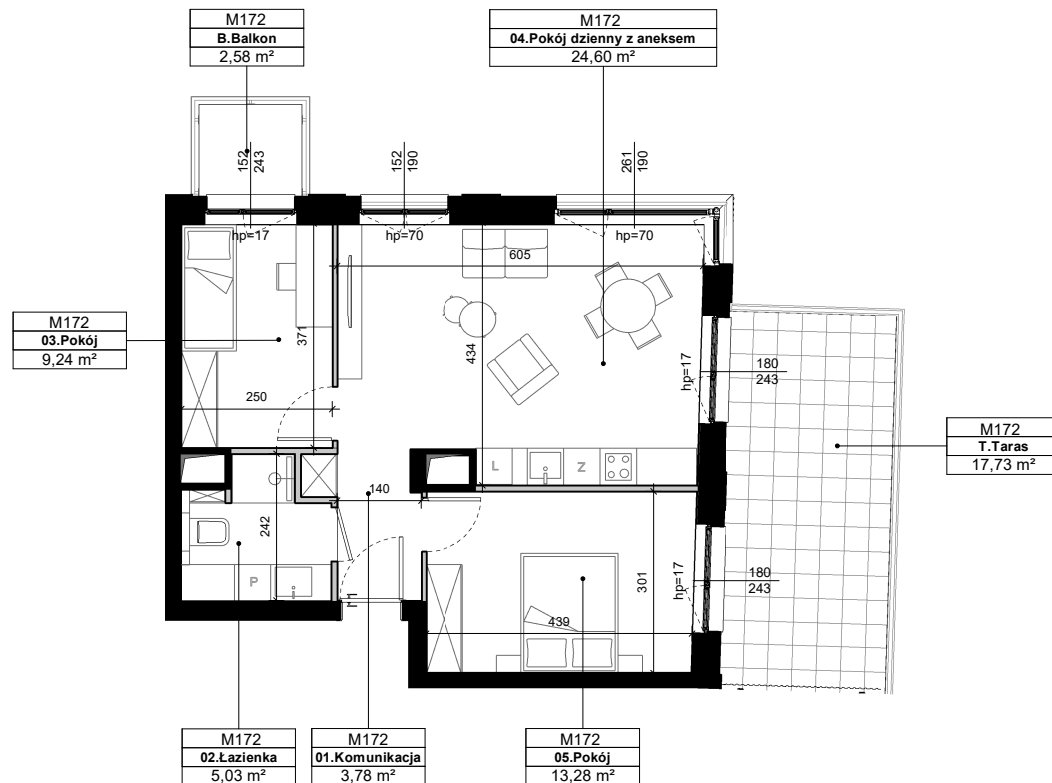 M172
B.Balkon
2,58 m²
M172
04.Pokój dzienny z aneksem
24,60 m²
152
243
152
190
261
190
hp=17
hp=70
hp=70
605
M172
03.Pokój
9,24 m²
371
434
250
hp=17
180
243
M172
T.Taras
17,73 m²
L
Z
140
242
P
hp=17
180
243
301
439
M172
02.Łazienka
5,03 m²
M172
01.Komunikacja
3,78 m²
M172
05.Pokój
13,28 m²